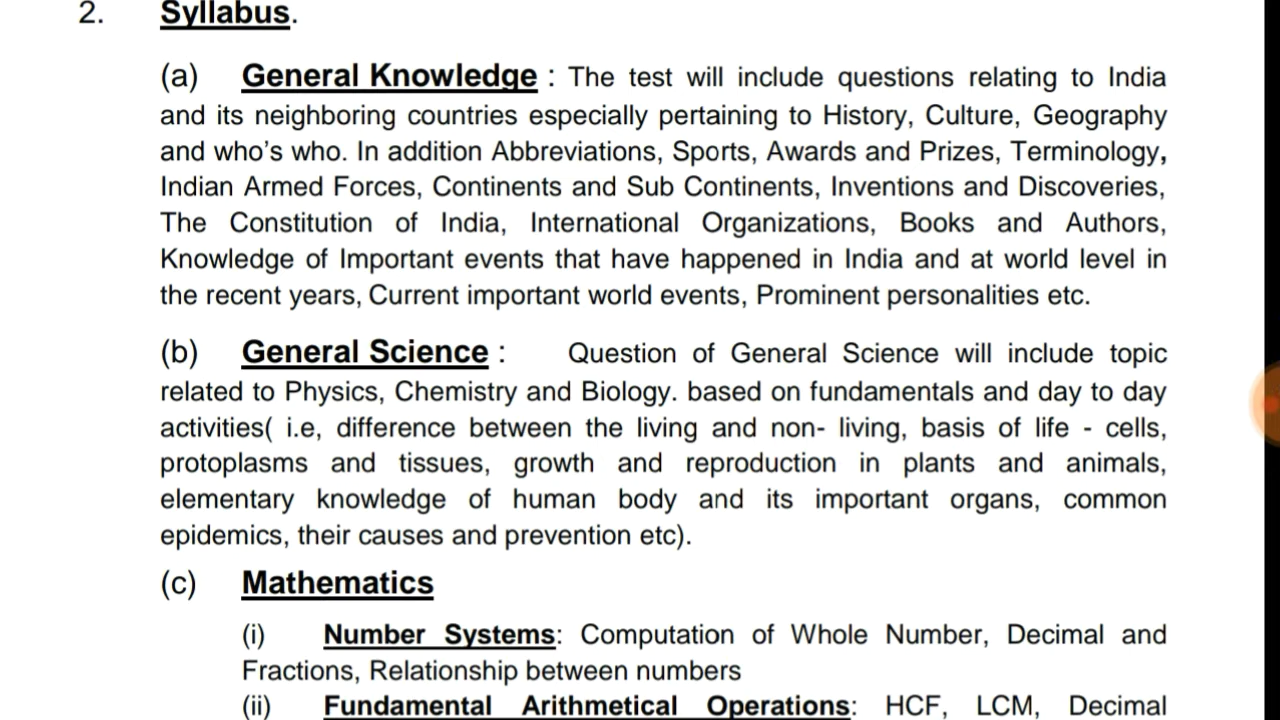 2. Syllabus.
(a) General Knowledge : The test will include questions relating to India
and its neighboring countries especially pertaining to History, Culture, Geography
and who’s who. In addition Abbreviations, Sports, Awards and Prizes, Terminology,
Indian Armed Forces, Continents and Sub Continents, Inventions and Discoveries,
The Constitution of India, International Organizations, Books and Authors,
Knowledge of Important events that have happened in India and at world level in
the recent years, Current important world events, Prominent personalities etc.
(b) General Science : Question of General Science will include topic
related to Physics, Chemistry and Biology. based on fundamentals and day to day
activities( i.e, difference between the living and non- living, basis of life - cells,
protoplasms and tissues, growth and reproduction in plants and animals,
elementary knowledge of human body and its important organs, common
epidemics, their causes and prevention etc).
(c) Mathematics
(i) Number Systems: Computation of Whole Number, Decimal and
Fractions, Relationship between numbers
(ii) Fundamental Arithmetical Operations: HCF, LCM, Decimal